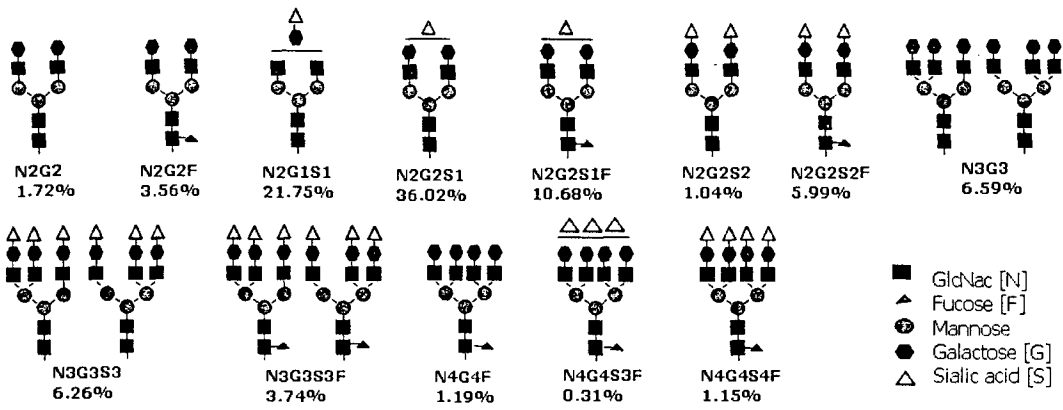 N2G2
1.72%
N2G2F
3.56%
N2G1S1
21.75%
N2G2S1
36.02%
N2G2S1F
10.68%
N2G2S2
1.04%
N2G2S2F
5.99%
N3G3
6.59%
N3G3S3
6.26%
N3G3S3F
3.74%
N4G4F
1.19%
N4G4S3F
0.31%
N4G4S4F
1.15%
GlcNac [N]
Fucose [F]
Mannose
Galactose [G]
Sialic acid [S]